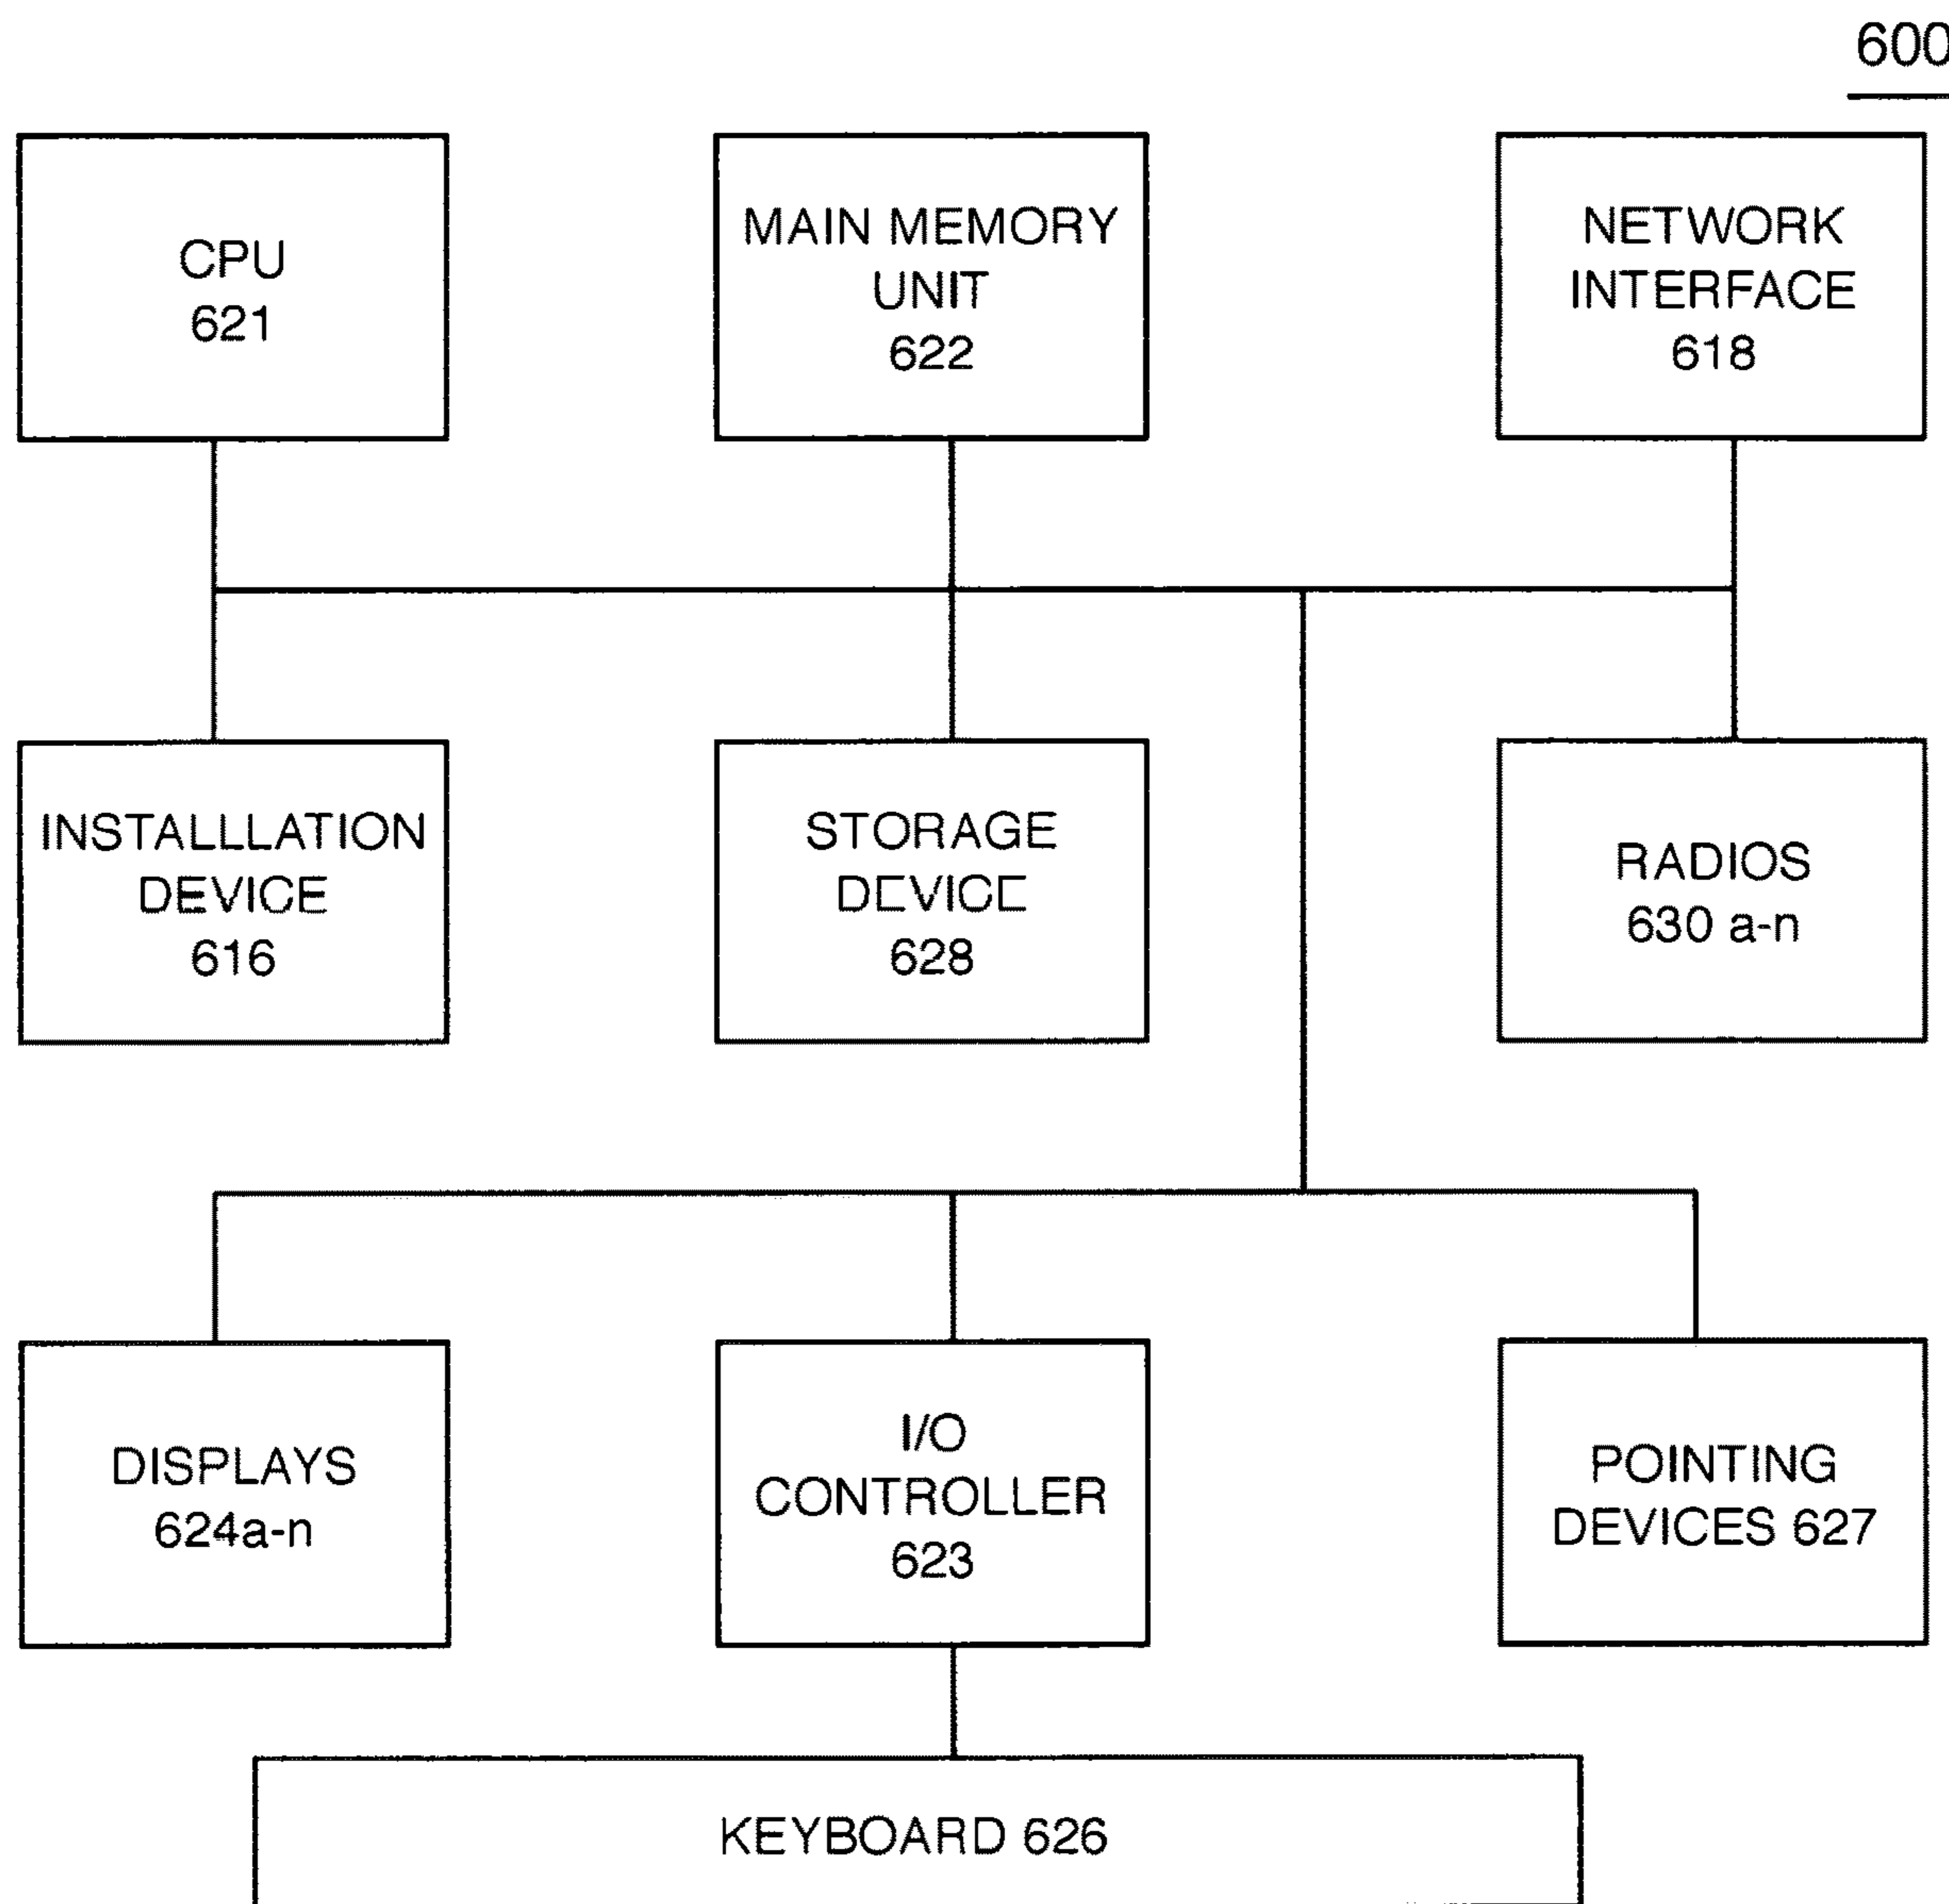 600
CPU
621
MAIN MEMORY
UNIT
622
NETWORK
INTERFACE
618
INSTALLLATION
DEVICE
616
STORAGE
DEVICE
628
RADIOS
630 a-n
DISPLAYS
624a-n
I/O
CONTROLLER
623
POINTING
DEVICES 627
KEYBOARD 626